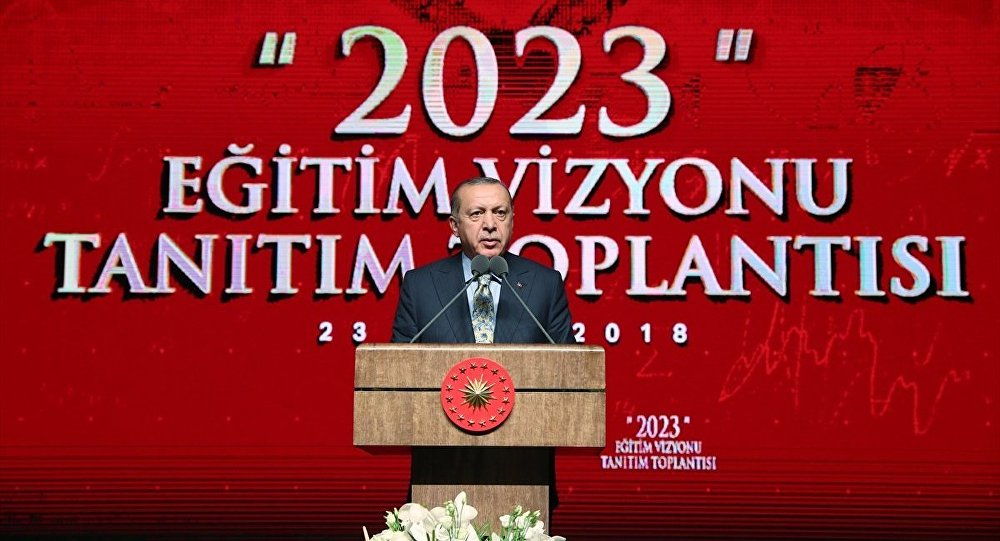 " 2023 "
EĞİTİM VİZYONU
TANITIM TOPLANTISI
23 2018
" 2023 "
EĞİTİM VİZYONU
TANITIM TOPLANTISI